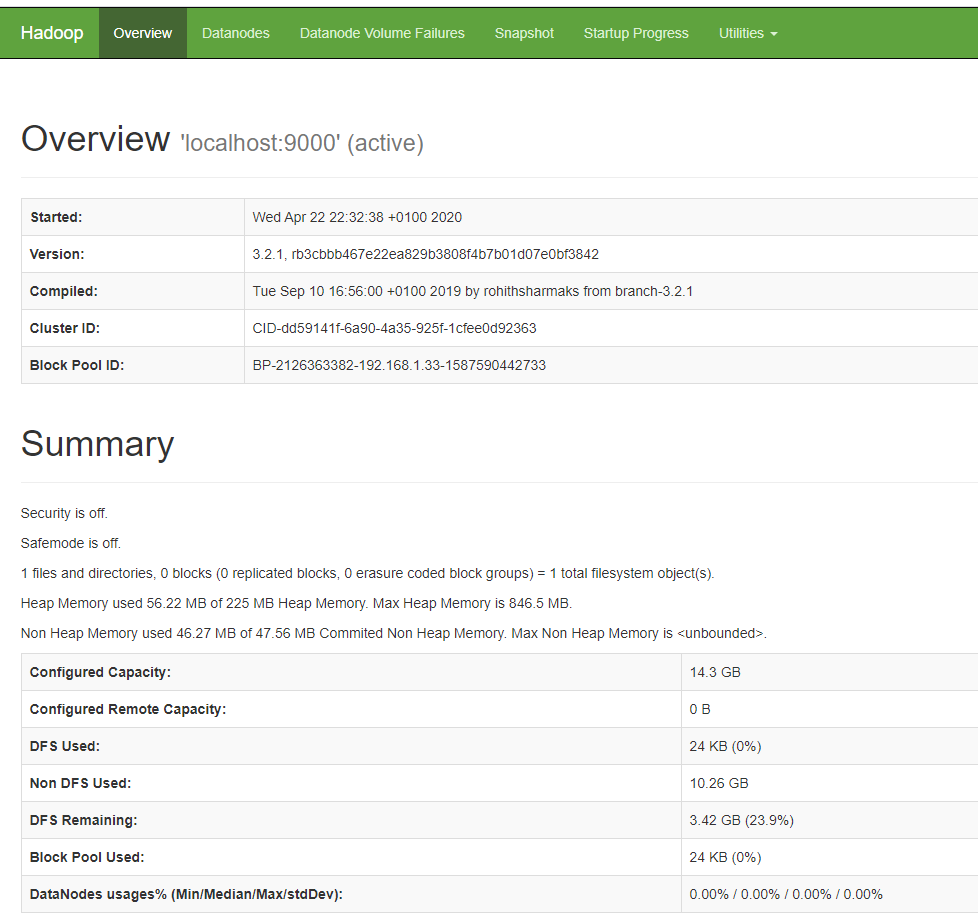 Hadoop Overview Datanodes Datanode Volume Failures Snapshot Startup Progress Utilities
Overview 'localhost:9000' (active)
Started: Wed Apr 22 22:32:38 +0100 2020
Version: 3.2.1, rb3cbbb467e22ea829b3808f4b7b01d07e0bf3842
Compiled: Tue Sep 10 16:56:00 +0100 2019 by rohithsharmaks from branch-3.2.1
Cluster ID: CID-dd59141f-6a90-4a35-925f-1cfee0d92363
Block Pool ID: BP-2126363382-192.168.1.33-1587590442733
Summary
Security is off.
Safemode is off.
1 files and directories, 0 blocks (0 replicated blocks, 0 erasure coded block groups) = 1 total filesystem object(s).
Heap Memory used 56.22 MB of 225 MB Heap Memory. Max Heap Memory is 846.5 MB.
Non Heap Memory used 46.27 MB of 47.56 MB Commited Non Heap Memory. Max Non Heap Memory is <unbounded>.
Configured Capacity: 14.3 GB
Configured Remote Capacity: 0 B
DFS Used: 24 KB (0%)
Non DFS Used: 10.26 GB
DFS Remaining: 3.42 GB (23.9%)
Block Pool Used: 24 KB (0%)
DataNodes usages% (Min/Median/Max/stdDev): 0.00% / 0.00% / 0.00% / 0.00%